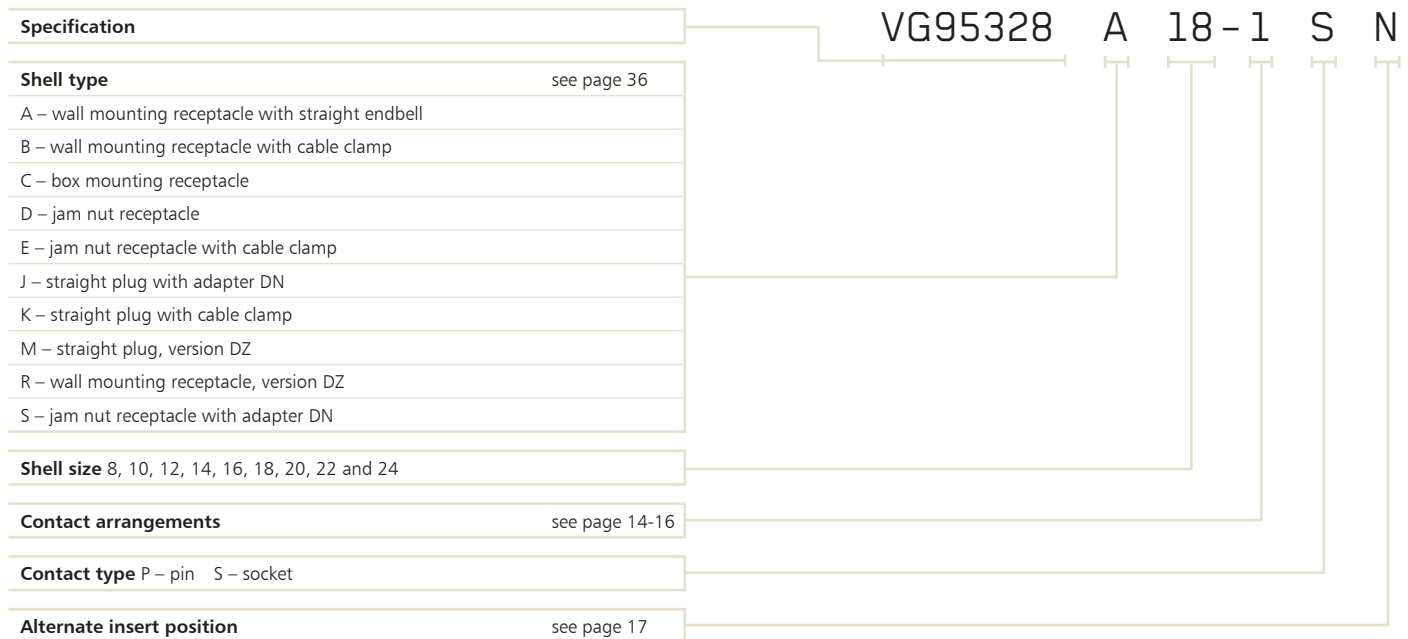 Specification
VG95328 A 18-1 S N
Shell type see page 36
A – wall mounting receptacle with straight endbell
B – wall mounting receptacle with cable clamp
C – box mounting receptacle
D – jam nut receptacle
E – jam nut receptacle with cable clamp
J – straight plug with adapter DN
K – straight plug with cable clamp
M – straight plug, version DZ
R – wall mounting receptacle, version DZ
S – jam nut receptacle with adapter DN
Shell size 8, 10, 12, 14, 16, 18, 20, 22 and 24
Contact arrangements see page 14-16
Contact type P – pin S – socket
Alternate insert position see page 17